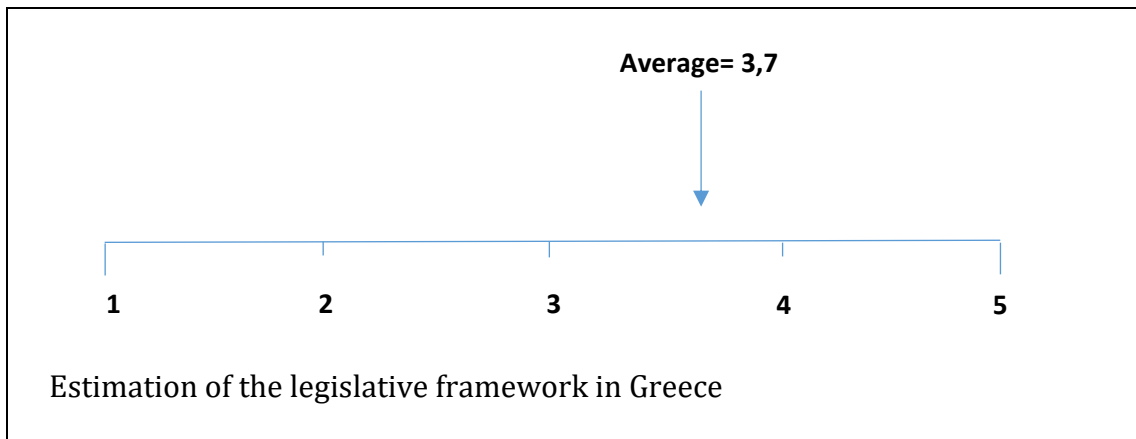 Average= 3,7
1 2 3 4 5
Estimation of the legislative framework in Greece